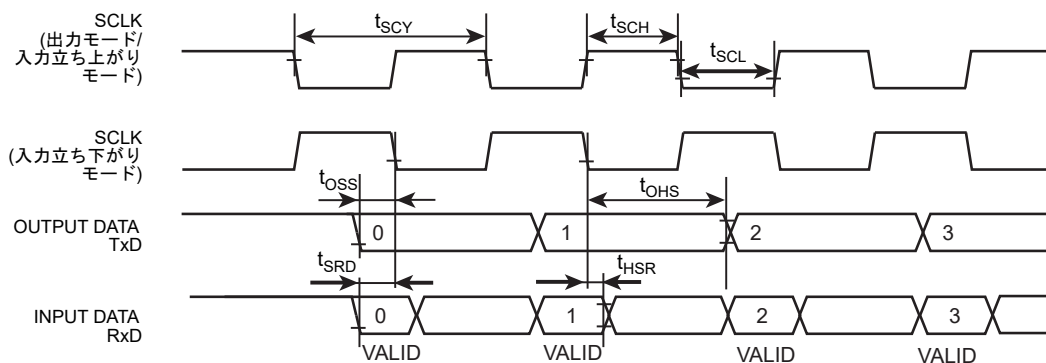 SCLK
(出力モード/
入力立ち上がり
モード)
tSCY
tSCH
tSCL
SCLK
(入力立ち下がり
モード)
tOSS
tOHS
OUTPUT DATA
TxD
0
1
2
3
tSRD
tHSR
INPUT DATA
RxD
0
1
2
3
VALID
VALID
VALID
VALID